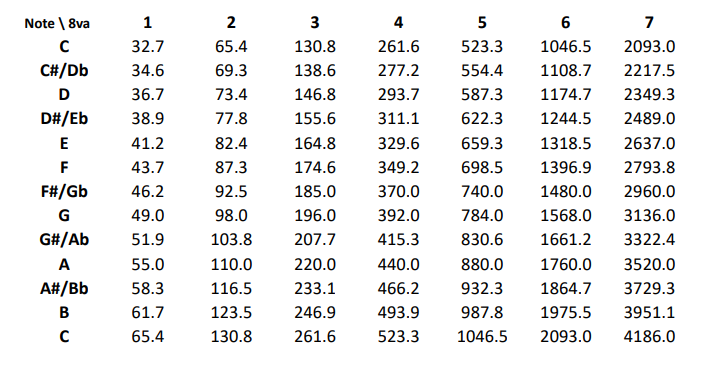 Note \ 8va 1 2 3 4 5 6 7
C 32.7 65.4 130.8 261.6 523.3 1046.5 2093.0
C#/Db 34.6 69.3 138.6 277.2 554.4 1108.7 2217.5
D 36.7 73.4 146.8 293.7 587.3 1174.7 2349.3
D#/Eb 38.9 77.8 155.6 311.1 622.3 1244.5 2489.0
E 41.2 82.4 164.8 329.6 659.3 1318.5 2637.0
F 43.7 87.3 174.6 349.2 698.5 1396.9 2793.8
F#/Gb 46.2 92.5 185.0 370.0 740.0 1480.0 2960.0
G 49.0 98.0 196.0 392.0 784.0 1568.0 3136.0
G#/Ab 51.9 103.8 207.7 415.3 830.6 1661.2 3322.4
A 55.0 110.0 220.0 440.0 880.0 1760.0 3520.0
A#/Bb 58.3 116.5 233.1 466.2 932.3 1864.7 3729.3
B 61.7 123.5 246.9 493.9 987.8 1975.5 3951.1
C 65.4 130.8 261.6 523.3 1046.5 2093.0 4186.0